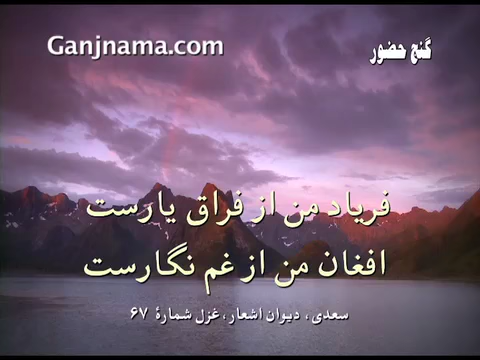 Ganjnama.com
گنج حضور
فریاد من از فراق یارست
افغان من از غم نگارست
سعدی، دیوان اشعار، غزل شمارهٔ ۶۷